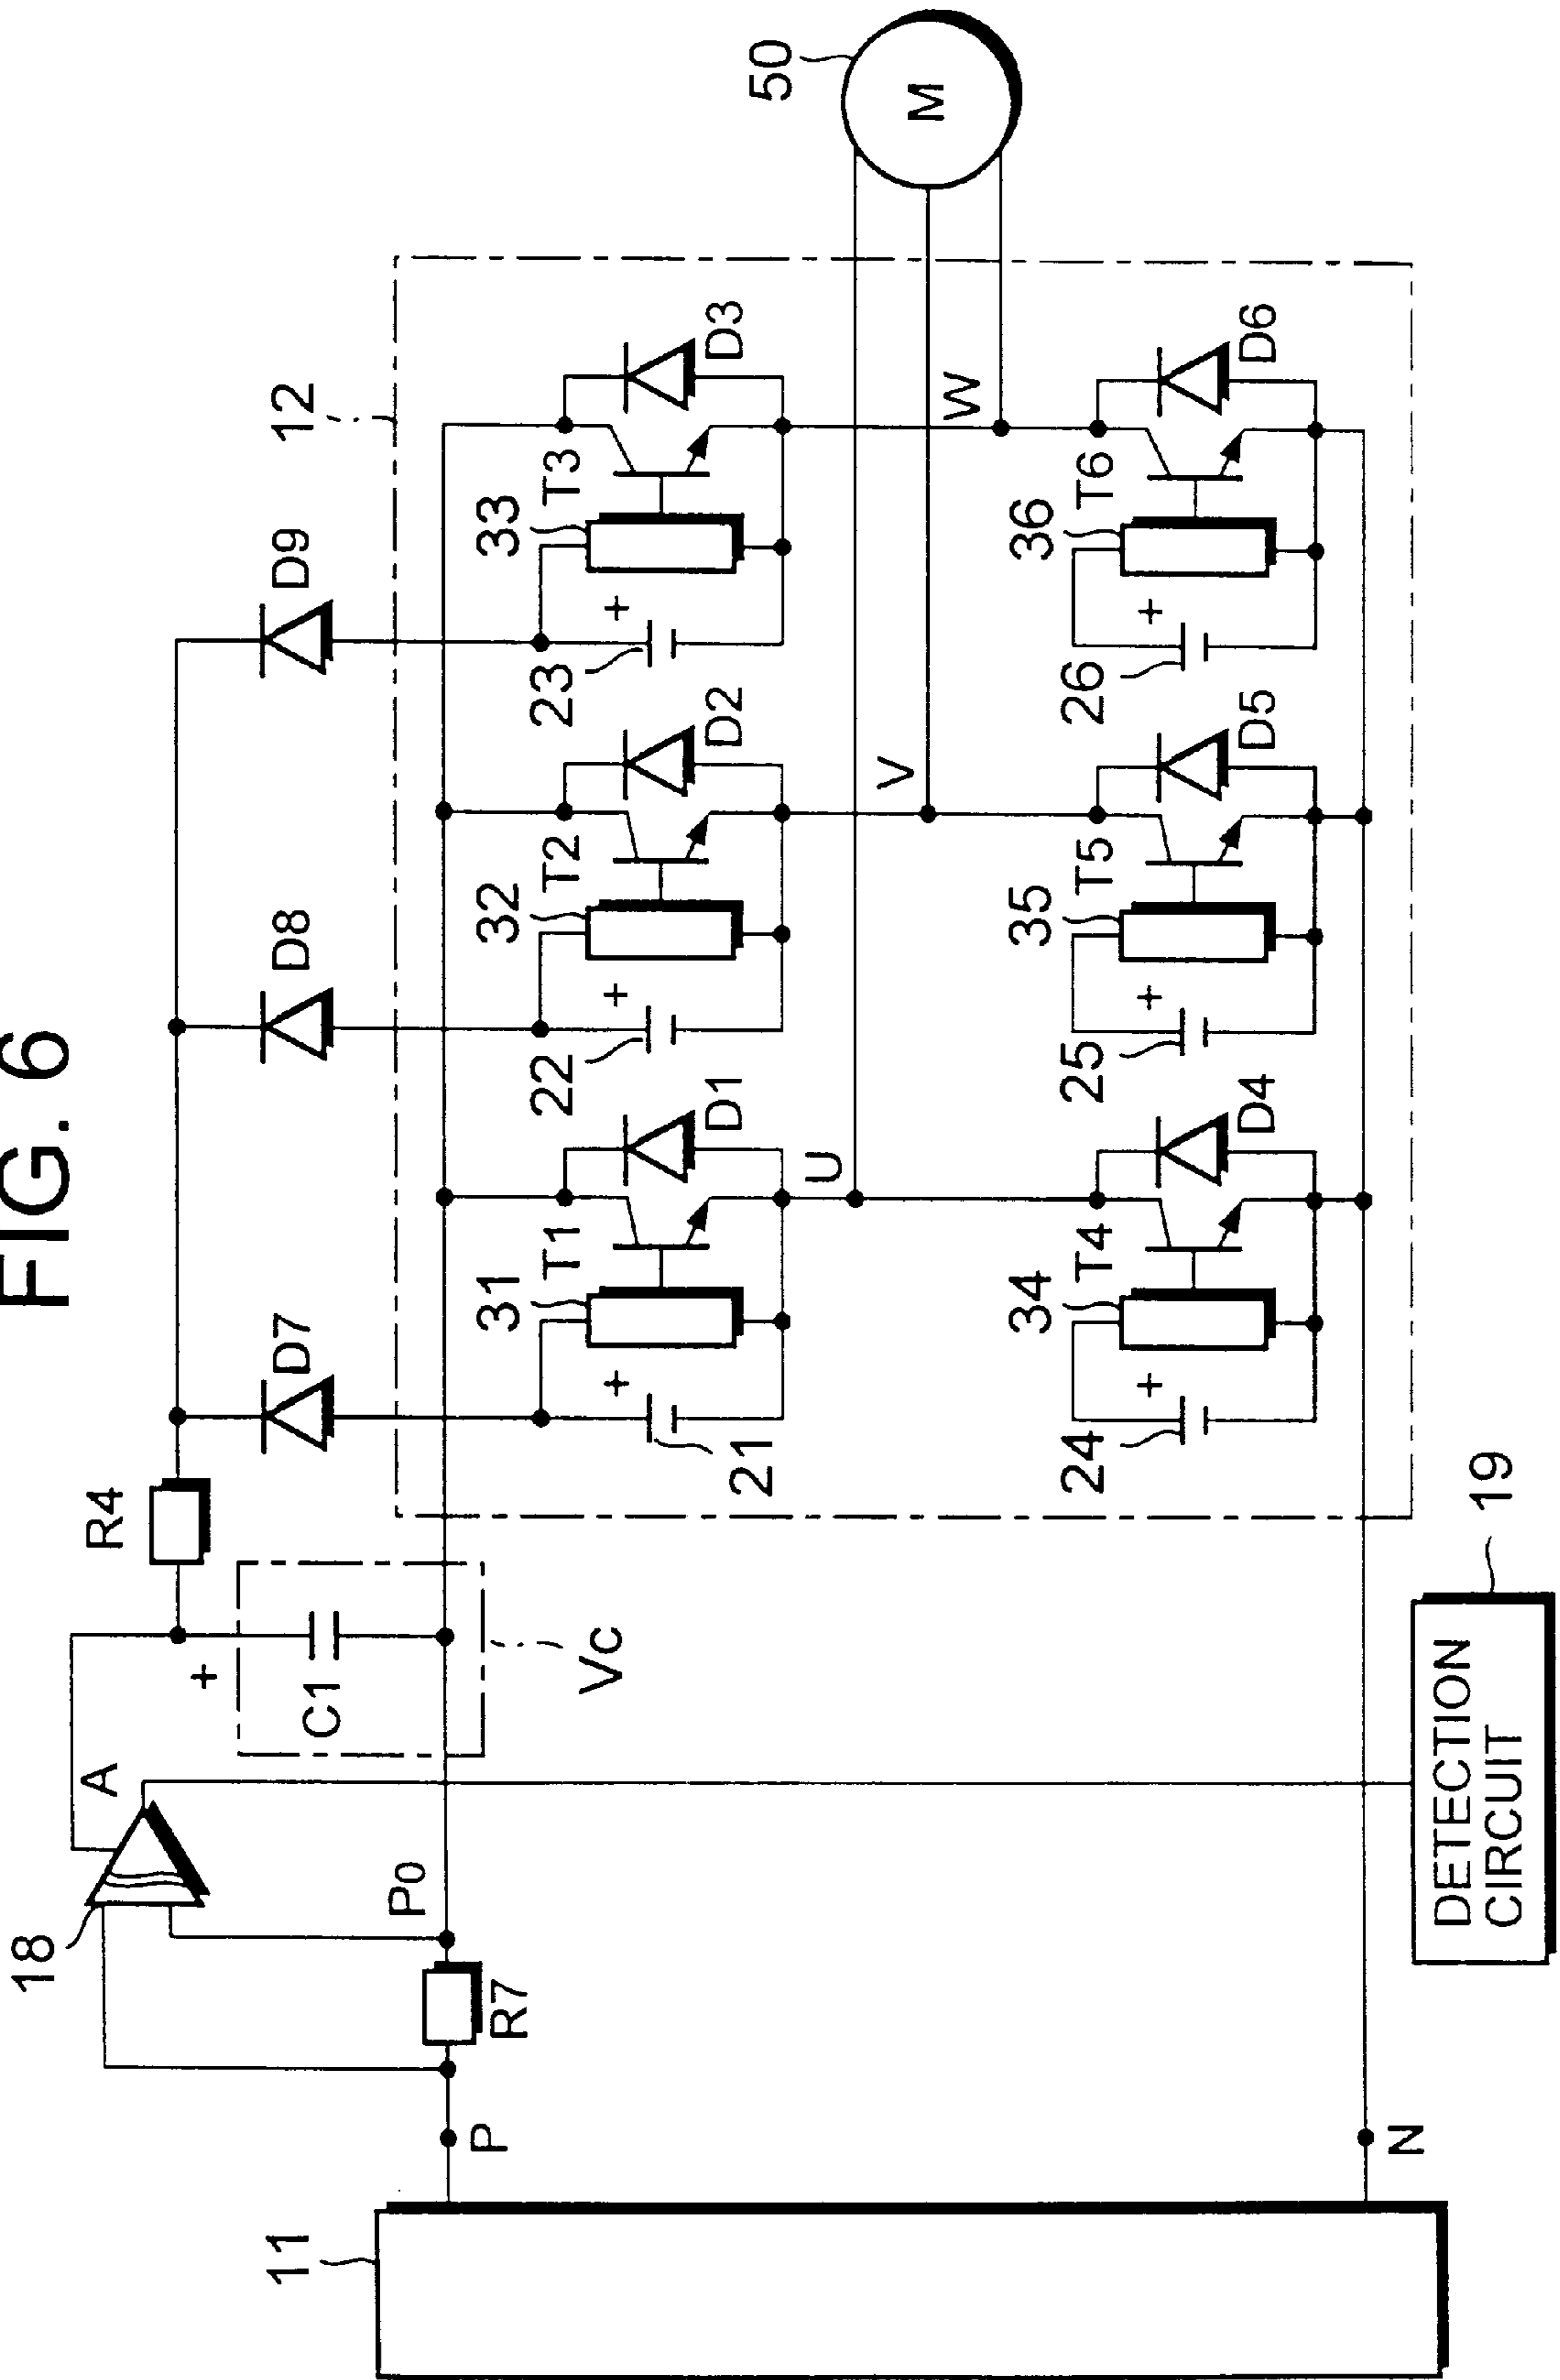 FIG. 6
18
A
R4
D7
D8
D9
+
C1
Vc
12
50
M
P0
R7
P
11
N
31
T1
+
21
D1
32
T2
+
22
D2
33
T3
+
23
D3
U
V
W
34
T4
+
24
D4
35
T5
+
25
D5
36
T6
+
26
D6
19
DETECTION
CIRCUIT